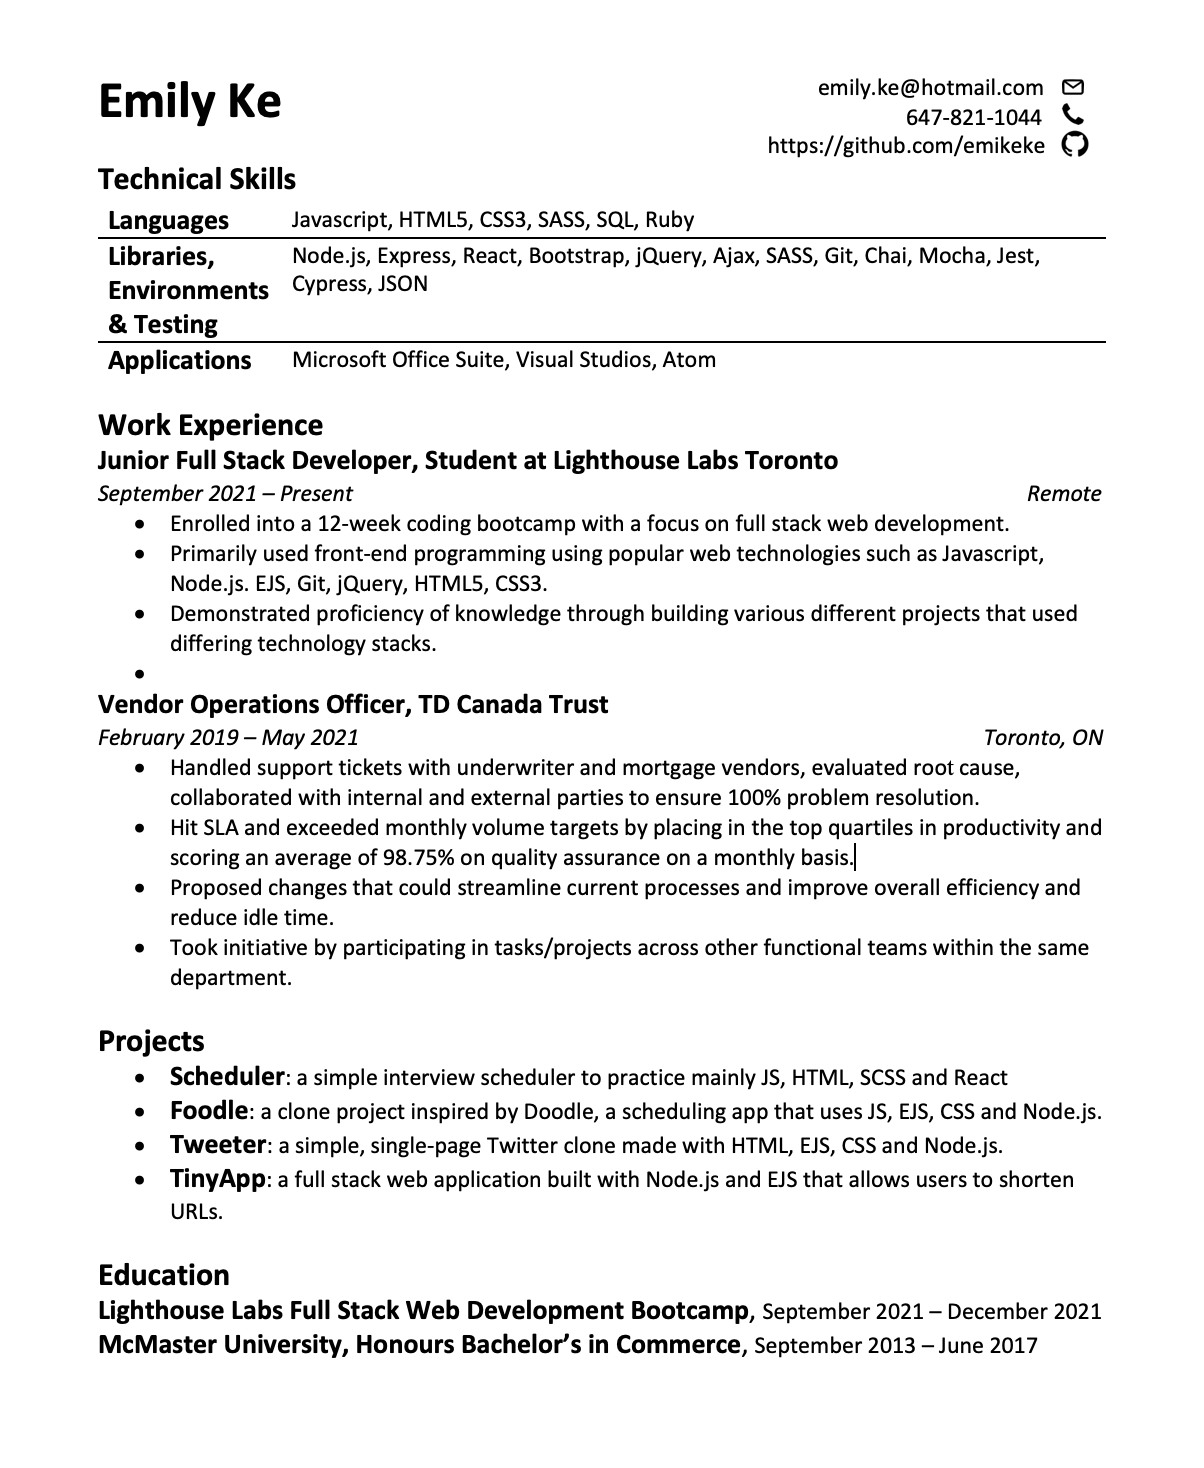 Emily Ke
emily.ke@hotmail.com
647-821-1044
https://github.com/emikeke
Technical Skills
Languages Javascript, HTML5, CSS3, SASS, SQL, Ruby
Libraries, Node.js, Express, React, Bootstrap, jQuery, Ajax, SASS, Git, Chai, Mocha, Jest,
Environments Cypress, JSON
& Testing
Applications Microsoft Office Suite, Visual Studios, Atom
Work Experience
Junior Full Stack Developer, Student at Lighthouse Labs Toronto
September 2021 – Present Remote
• Enrolled into a 12-week coding bootcamp with a focus on full stack web development.
• Primarily used front-end programming using popular web technologies such as Javascript,
Node.js. EJS, Git, jQuery, HTML5, CSS3.
• Demonstrated proficiency of knowledge through building various different projects that used
differing technology stacks.
•
Vendor Operations Officer, TD Canada Trust
February 2019 – May 2021 Toronto, ON
• Handled support tickets with underwriter and mortgage vendors, evaluated root cause,
collaborated with internal and external parties to ensure 100% problem resolution.
• Hit SLA and exceeded monthly volume targets by placing in the top quartiles in productivity and
scoring an average of 98.75% on quality assurance on a monthly basis.
• Proposed changes that could streamline current processes and improve overall efficiency and
reduce idle time.
• Took initiative by participating in tasks/projects across other functional teams within the same
department.
Projects
• Scheduler: a simple interview scheduler to practice mainly JS, HTML, SCSS and React
• Foodle: a clone project inspired by Doodle, a scheduling app that uses JS, EJS, CSS and Node.js.
• Tweeter: a simple, single-page Twitter clone made with HTML, EJS, CSS and Node.js.
• TinyApp: a full stack web application built with Node.js and EJS that allows users to shorten
URLs.
Education
Lighthouse Labs Full Stack Web Development Bootcamp, September 2021 – December 2021
McMaster University, Honours Bachelor’s in Commerce, September 2013 – June 2017